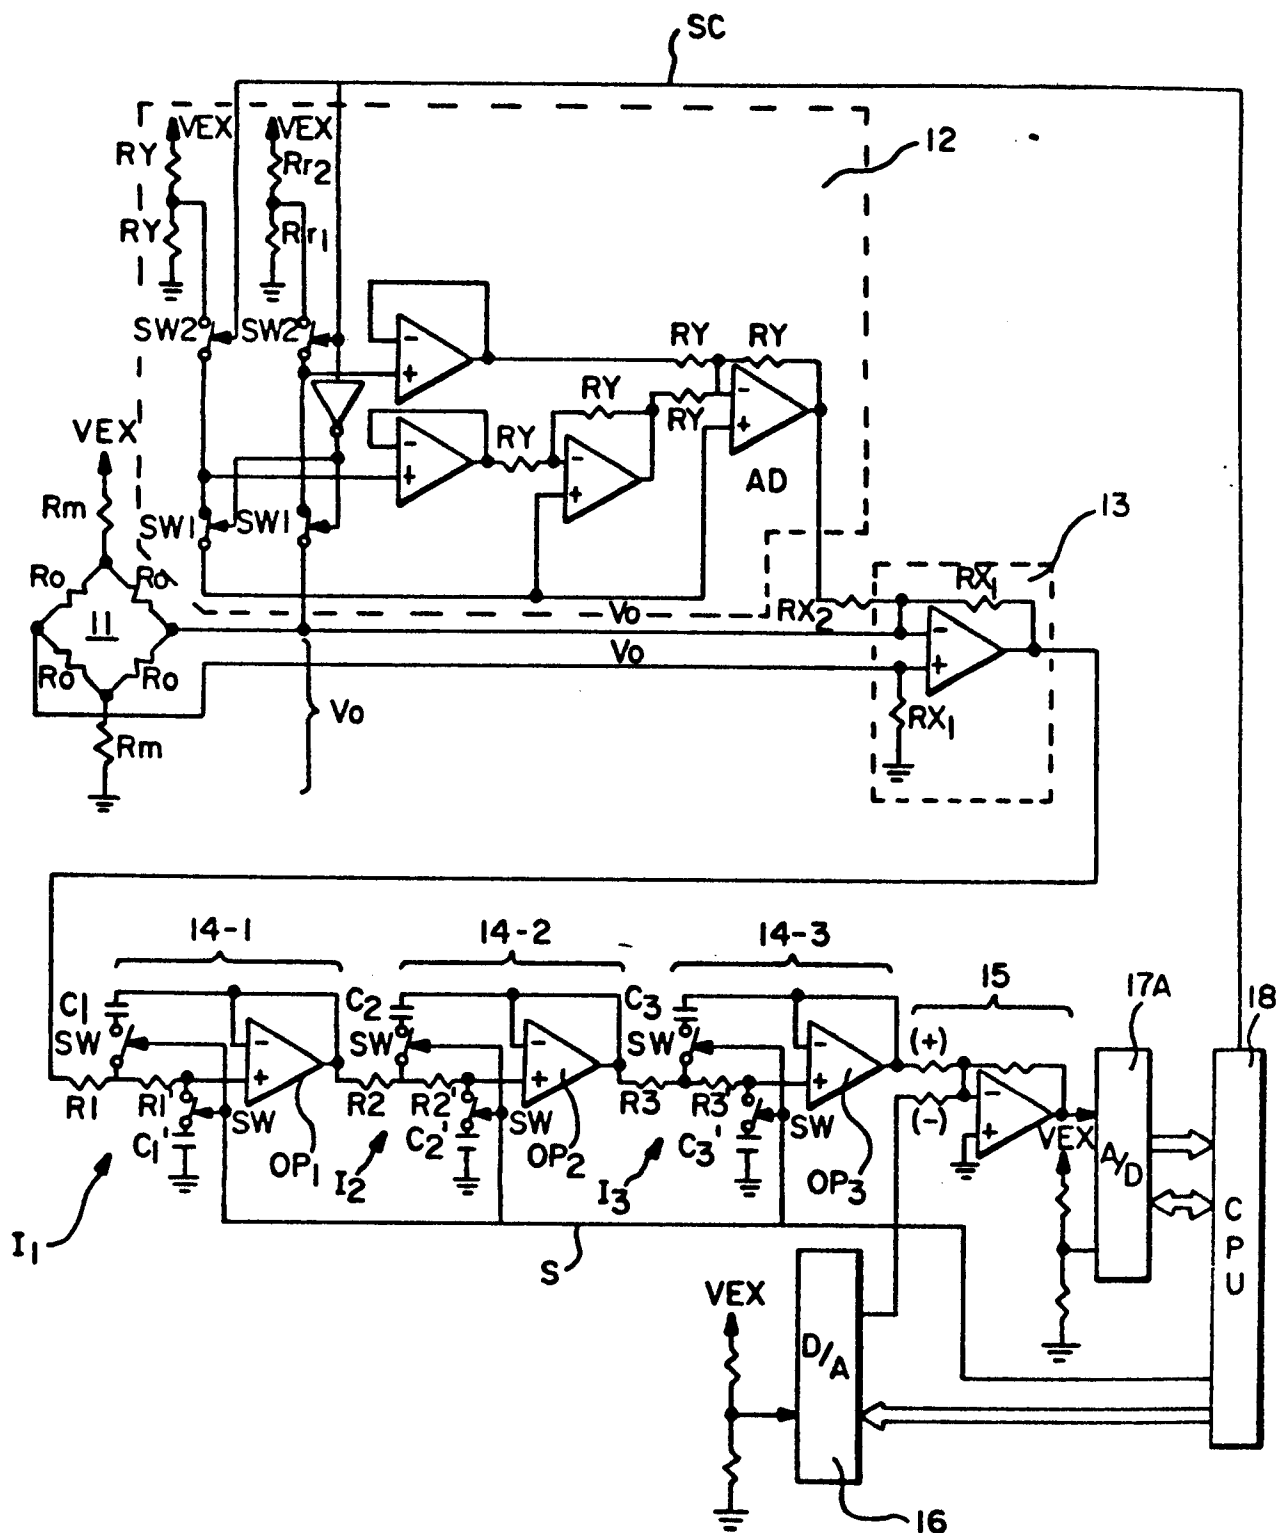 SC
VEX
VEX
12
RY
Rr2
RY
Rr1
SW2
SW2
RY
RY
RY
VEX
RY
RY
AD
Rm
SW1
SW1
13
Ro
Ro
RX1
11
Vo
RX2
Vo
Ro
Ro
Vo
RX1
Rm
14-1
14-2
14-3
15
17A
18
C1
C2
C3
SW
SW
SW
(+)
R1
R1'
R2
R2'
R3
R3'
(-)
SW
SW
SW
C1'
C2'
C3'
VEX
A/D
OP1
OP2
OP3
I1
I2
I3
CPU
S
VEX
D/A
16